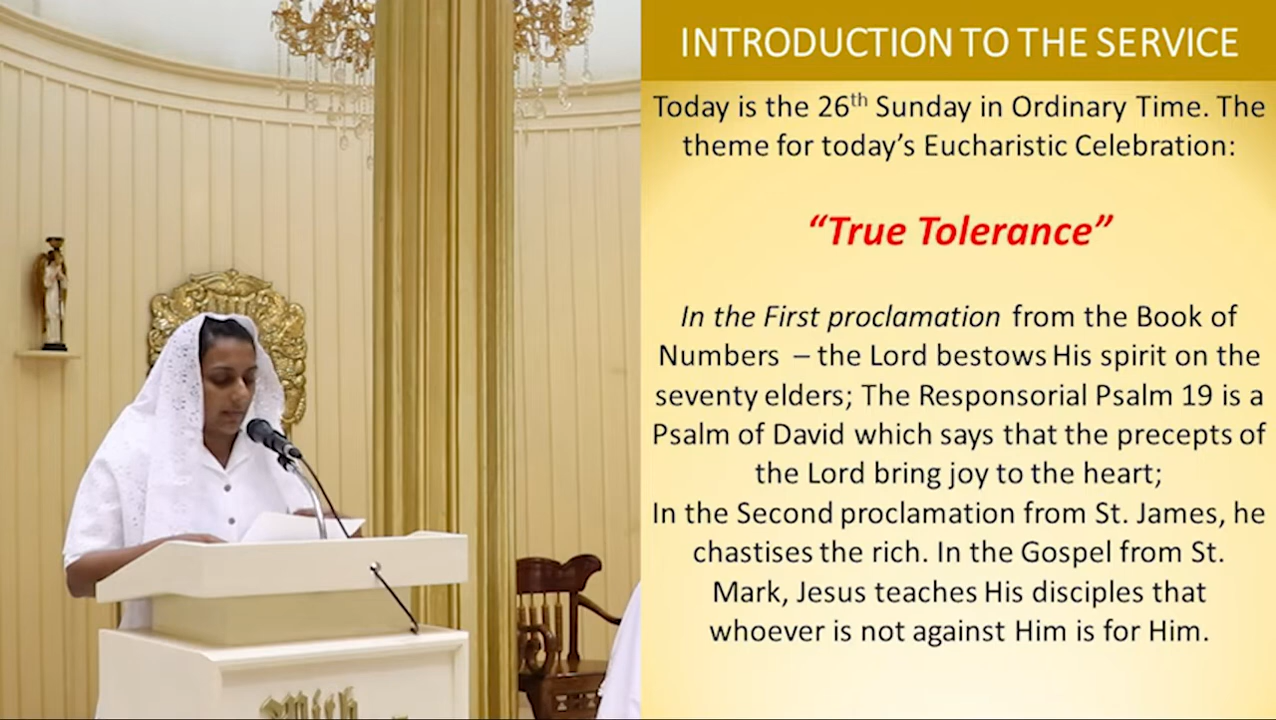 INTRODUCTION TO THE SERVICE
Today is the 26th Sunday in Ordinary Time. The
theme for today’s Eucharistic Celebration:
“True Tolerance”
In the First proclamation from the Book of
Numbers – the Lord bestows His spirit on the
seventy elders; The Responsorial Psalm 19 is a
Psalm of David which says that the precepts of
the Lord bring joy to the heart;
In the Second proclamation from St. James, he
chastises the rich. In the Gospel from St.
Mark, Jesus teaches His disciples that
whoever is not against Him is for Him.
With